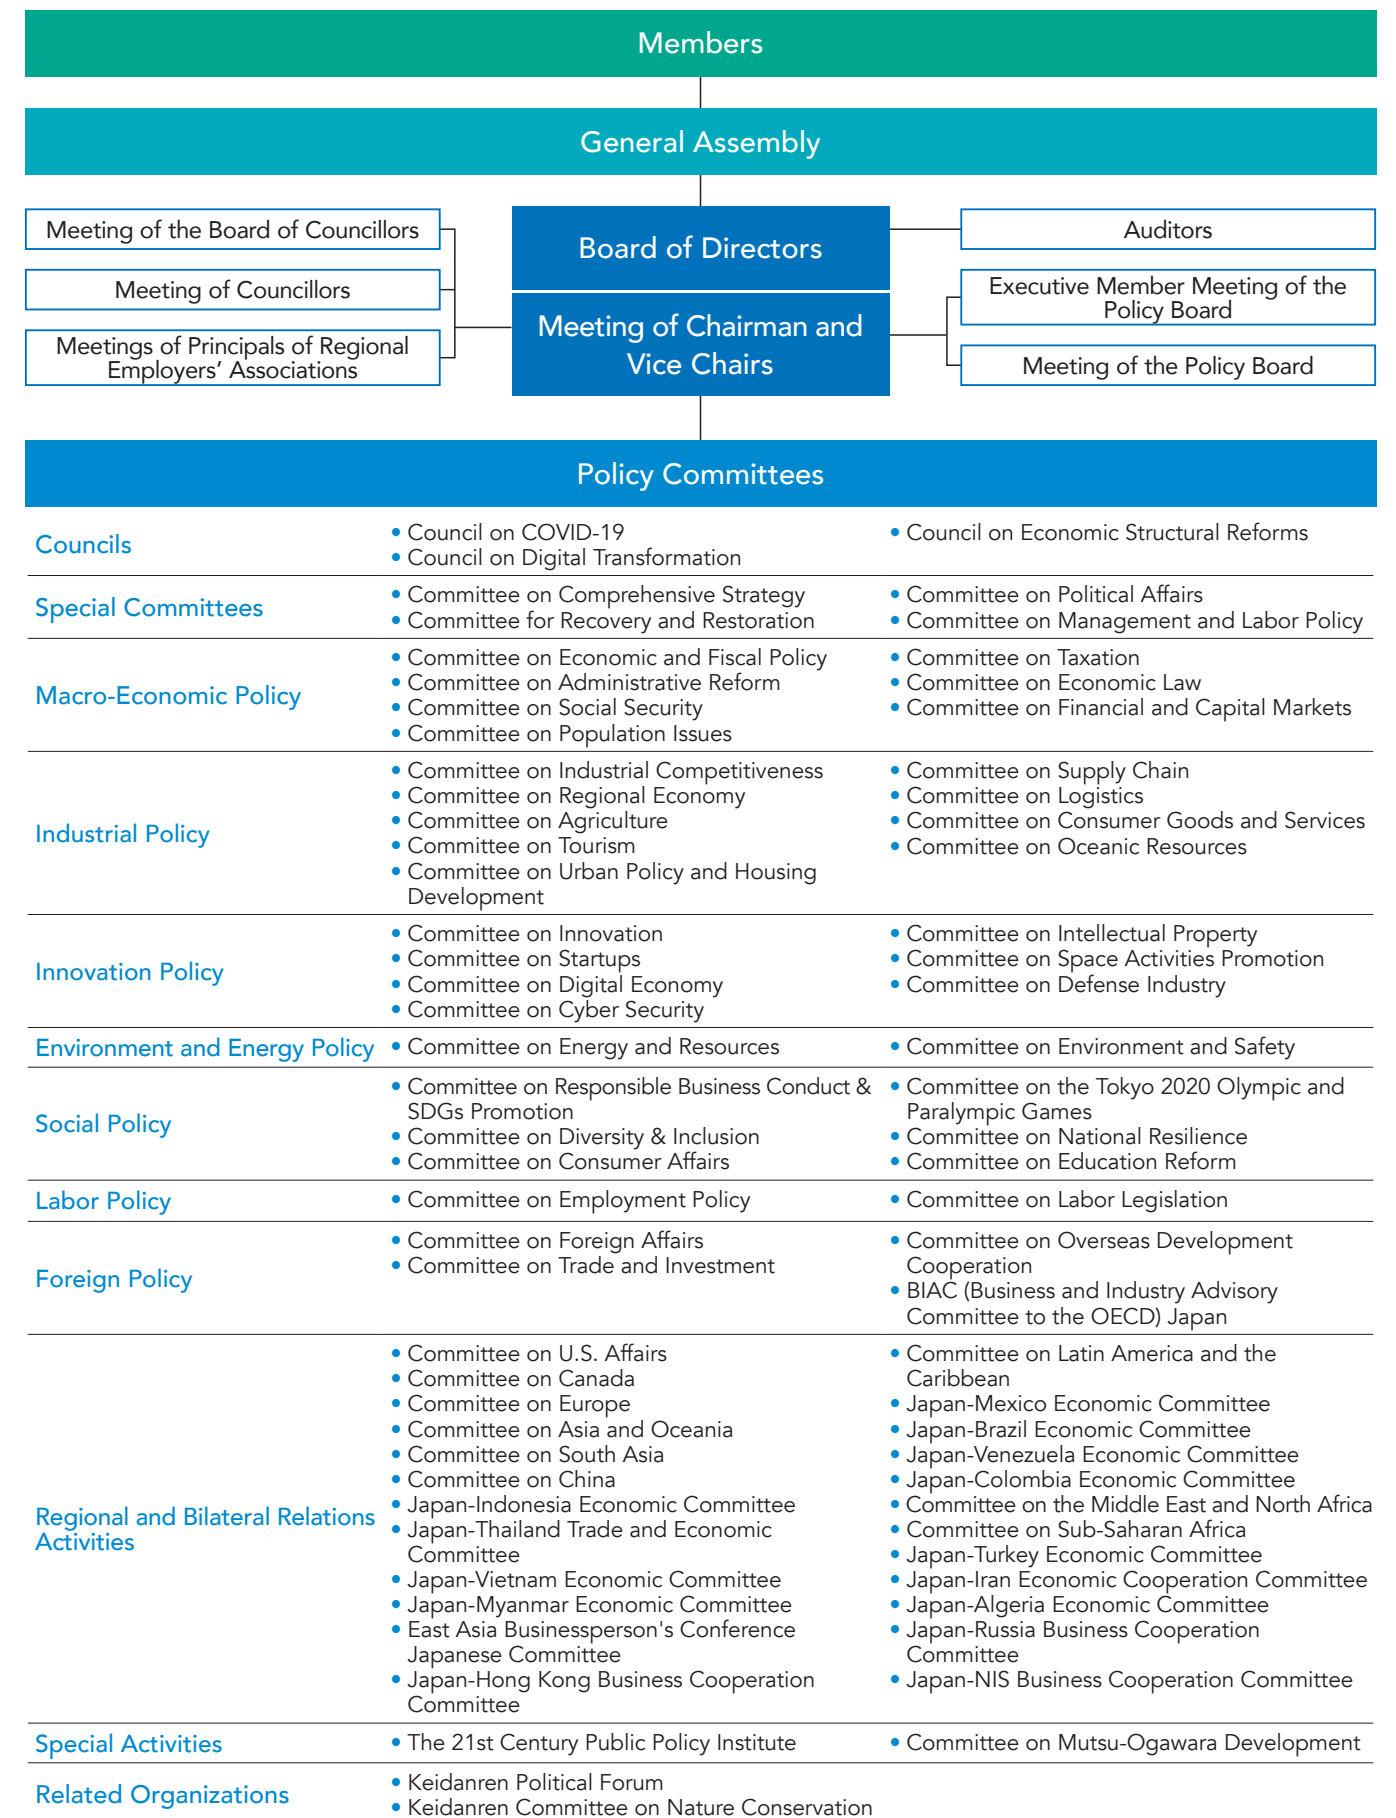 Members
General Assembly
Meeting of the Board of Councillors
Meeting of Councillors
Meetings of Principals of Regional
Employers’ Associations
Board of Directors
Meeting of Chairman and
Vice Chairs
Auditors
Executive Member Meeting of the
Policy Board
Meeting of the Policy Board
Policy Committees
Councils
• Council on COVID-19
• Council on Digital Transformation
• Council on Economic Structural Reforms
Special Committees
• Committee on Comprehensive Strategy
• Committee for Recovery and Restoration
• Committee on Political Affairs
• Committee on Management and Labor Policy
Macro-Economic Policy
• Committee on Economic and Fiscal Policy
• Committee on Administrative Reform
• Committee on Social Security
• Committee on Population Issues
• Committee on Taxation
• Committee on Economic Law
• Committee on Financial and Capital Markets
Industrial Policy
• Committee on Industrial Competitiveness
• Committee on Regional Economy
• Committee on Agriculture
• Committee on Tourism
• Committee on Urban Policy and Housing
Development
• Committee on Supply Chain
• Committee on Logistics
• Committee on Consumer Goods and Services
• Committee on Oceanic Resources
Innovation Policy
• Committee on Innovation
• Committee on Startups
• Committee on Digital Economy
• Committee on Cyber Security
• Committee on Intellectual Property
• Committee on Space Activities Promotion
• Committee on Defense Industry
Environment and Energy Policy
• Committee on Energy and Resources
• Committee on Environment and Safety
Social Policy
• Committee on Responsible Business Conduct &
SDGs Promotion
• Committee on Diversity & Inclusion
• Committee on Consumer Affairs
• Committee on the Tokyo 2020 Olympic and
Paralympic Games
• Committee on National Resilience
• Committee on Education Reform
Labor Policy
• Committee on Employment Policy
• Committee on Labor Legislation
Foreign Policy
• Committee on Foreign Affairs
• Committee on Trade and Investment
• Committee on Overseas Development
Cooperation
• BIAC (Business and Industry Advisory
Committee to the OECD) Japan
Regional and Bilateral Relations
Activities
• Committee on U.S. Affairs
• Committee on Canada
• Committee on Europe
• Committee on Asia and Oceania
• Committee on South Asia
• Committee on China
• Japan-Indonesia Economic Committee
• Japan-Thailand Trade and Economic
Committee
• Japan-Vietnam Economic Committee
• Japan-Myanmar Economic Committee
• East Asia Businessperson's Conference
Japanese Committee
• Japan-Hong Kong Business Cooperation
Committee
• Committee on Latin America and the
Caribbean
• Japan-Mexico Economic Committee
• Japan-Brazil Economic Committee
• Japan-Venezuela Economic Committee
• Japan-Colombia Economic Committee
• Committee on the Middle East and North Africa
• Committee on Sub-Saharan Africa
• Japan-Turkey Economic Committee
• Japan-Iran Economic Cooperation Committee
• Japan-Algeria Economic Committee
• Japan-Russia Business Cooperation
Committee
• Japan-NIS Business Cooperation Committee
Special Activities
• The 21st Century Public Policy Institute
• Committee on Mutsu-Ogawara Development
Related Organizations
• Keidanren Political Forum
• Keidanren Committee on Nature Conservation